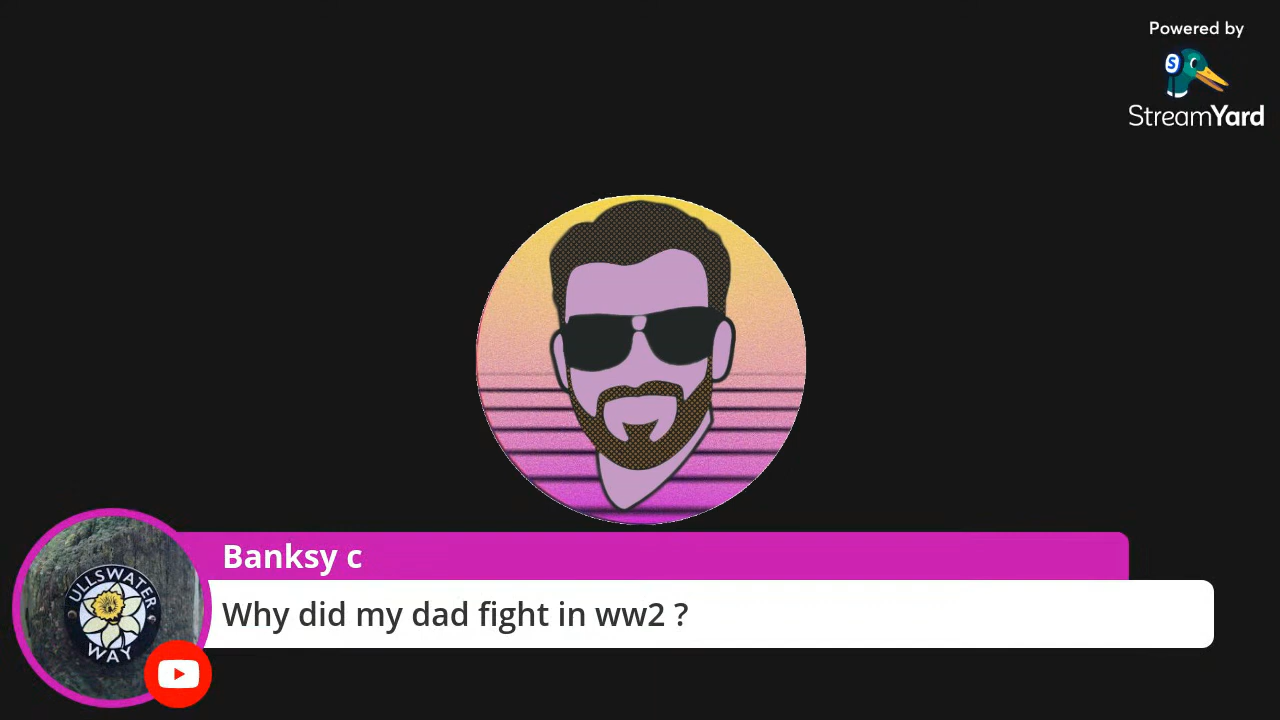 Powered by
StreamYard
Banksy c
Why did my dad fight in ww2 ?
ULLSWATER
WAY
S